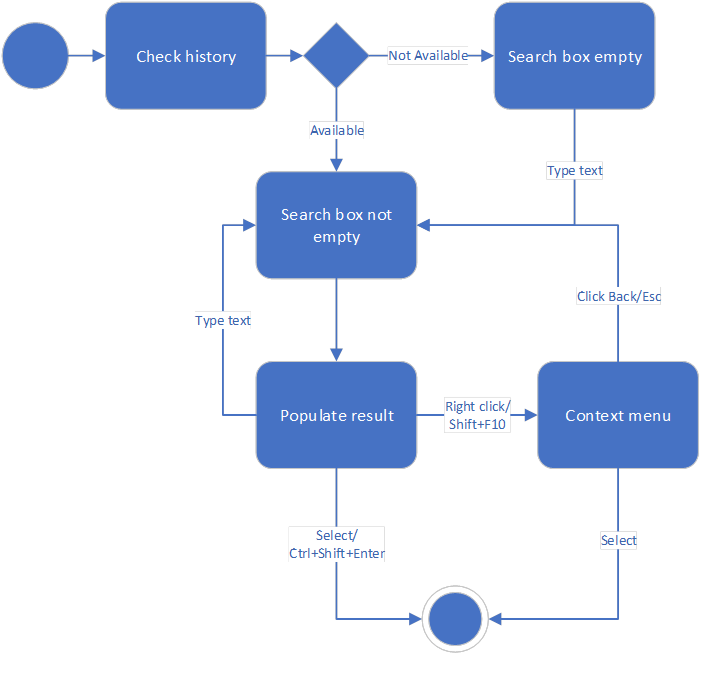 Check history
Not Available
Search box empty
Available
Type text
Search box not
empty
Click Back/Esc
Type text
Populate result
Right click/
Shift+F10
Context menu
Select/
Ctrl+Shift+Enter
Select